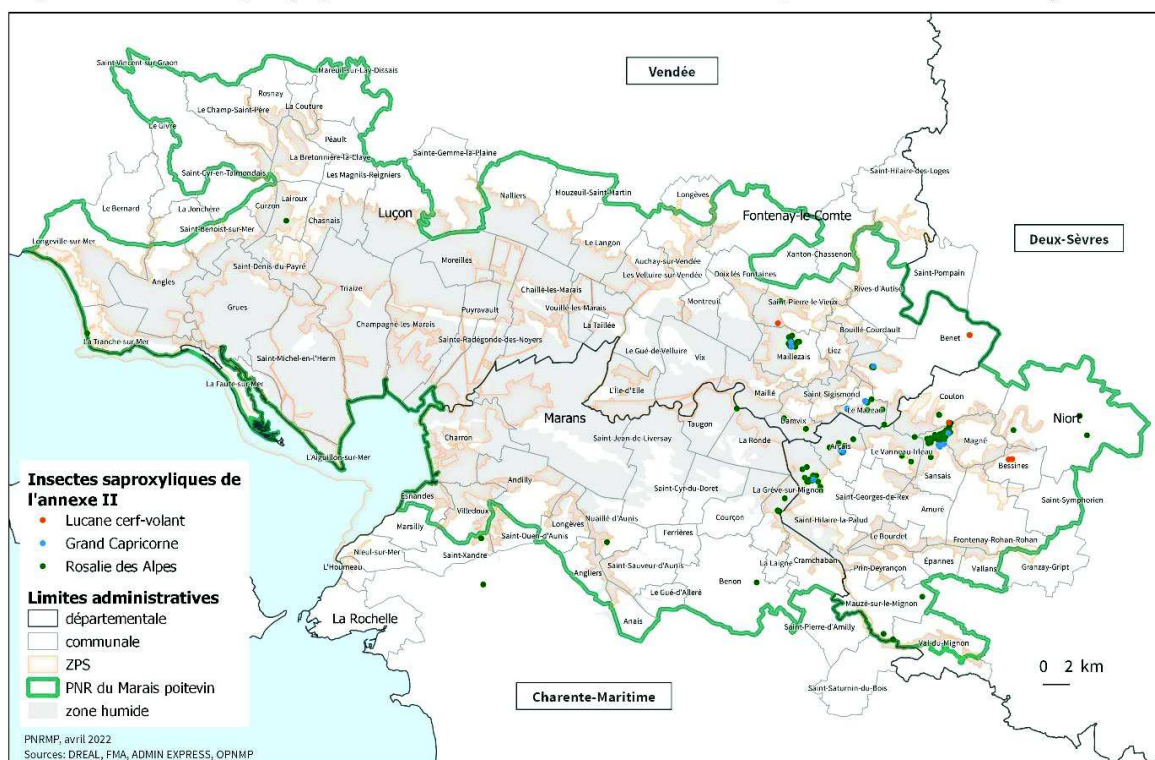 Vendée
Saint-Vincent-sur-Graon
Mareuil-sur-Lay-Dissais
Rosnay
Le Champ-Saint-Père
La Couture
Le Givre
Péault
La Bretonnière-la-Claye
Sainte-Gemme-la-Plaine
Saint-Hilaire-des-Loges
Saint-Cyr-en-Talmondais
Les Magnils-Reigniers
Nalliers
Mouzeuil-Saint-Martin
Longèves
Le Bernard
La Jonchère
Curzon
Lairoux
Chasnais
Luçon
Fontenay-le-Comte
Saint-Benoist-sur-Mer
Deux-Sèvres
Longeville-sur-Mer
Le Langon
Xanton-Chassenon
Auchay-sur-Vendée
Moreilles
Saint-Denis-du-Payré
Les Velluire-sur-Vendée
Doix lès Fontaines
Saint-Pompain
Angles
Triaize
Chaillé-les-Marais
Rives-d'Autise
Grues
Vouillé-les-Marais
Montreuil
Saint-Pierre-le-Vieux
Puyravault
Champagné-les-Marais
La Taillée
Bouillé-Courdault
La Tranche-sur-Mer
Sainte-Radégonde-des-Noyers
Benet
Saint-Michel-en-l'Herm
Le Gué-de-Velluire
Vix
Maillezais
Liez
La Faute-sur-Mer
L'Île-d'Elle
Maillé
Saint-Sigismond
Le Mazeau
Coulon
Marans
Taugon
Damvix
Niort
Charron
Saint-Jean-de-Liversay
La Ronde
Arçais
Magné
L'Aiguillon-sur-Mer
Le Vanneau-Irleau
Bessines
Andilly
Sansais
Saint-Cyr-du-Doret
La Grève-sur-Mignon
Esnandes
Saint-Georges-de-Rex
Saint-Symphorien
Villedoux
Amuré
Marsilly
Longèves
Nuaillé-d'Aunis
Courçon
Saint-Hilaire-la-Palud
Saint-Ouen-d'Aunis
Ferrières
Le Bourdet
Frontenay-Rohan-Rohan
Nieul-sur-Mer
Saint-Xandre
L'Houmeau
Saint-Sauveur-d'Aunis
La Laigne
Cramchaban
Épannes
Vallans
Granzay-Gript
Angliers
Benon
Prin-Deyrançon
Le Gué-d'Alleré
Mauzé-sur-le-Mignon
La Rochelle
Anais
Saint-Pierre-d'Amilly
Val-du-Mignon
Saint-Saturnin-du-Bois
Charente-Maritime
0 2 km
Insectes saproxyliques de
l'annexe II
Lucane cerf-volant
Grand Capricorne
Rosalie des Alpes
Limites administratives
départementale
communale
ZPS
PNR du Marais poitevin
zone humide
PNRMP, avril 2022
Sources: DREAL, FMA, ADMIN EXPRESS, OPNMP